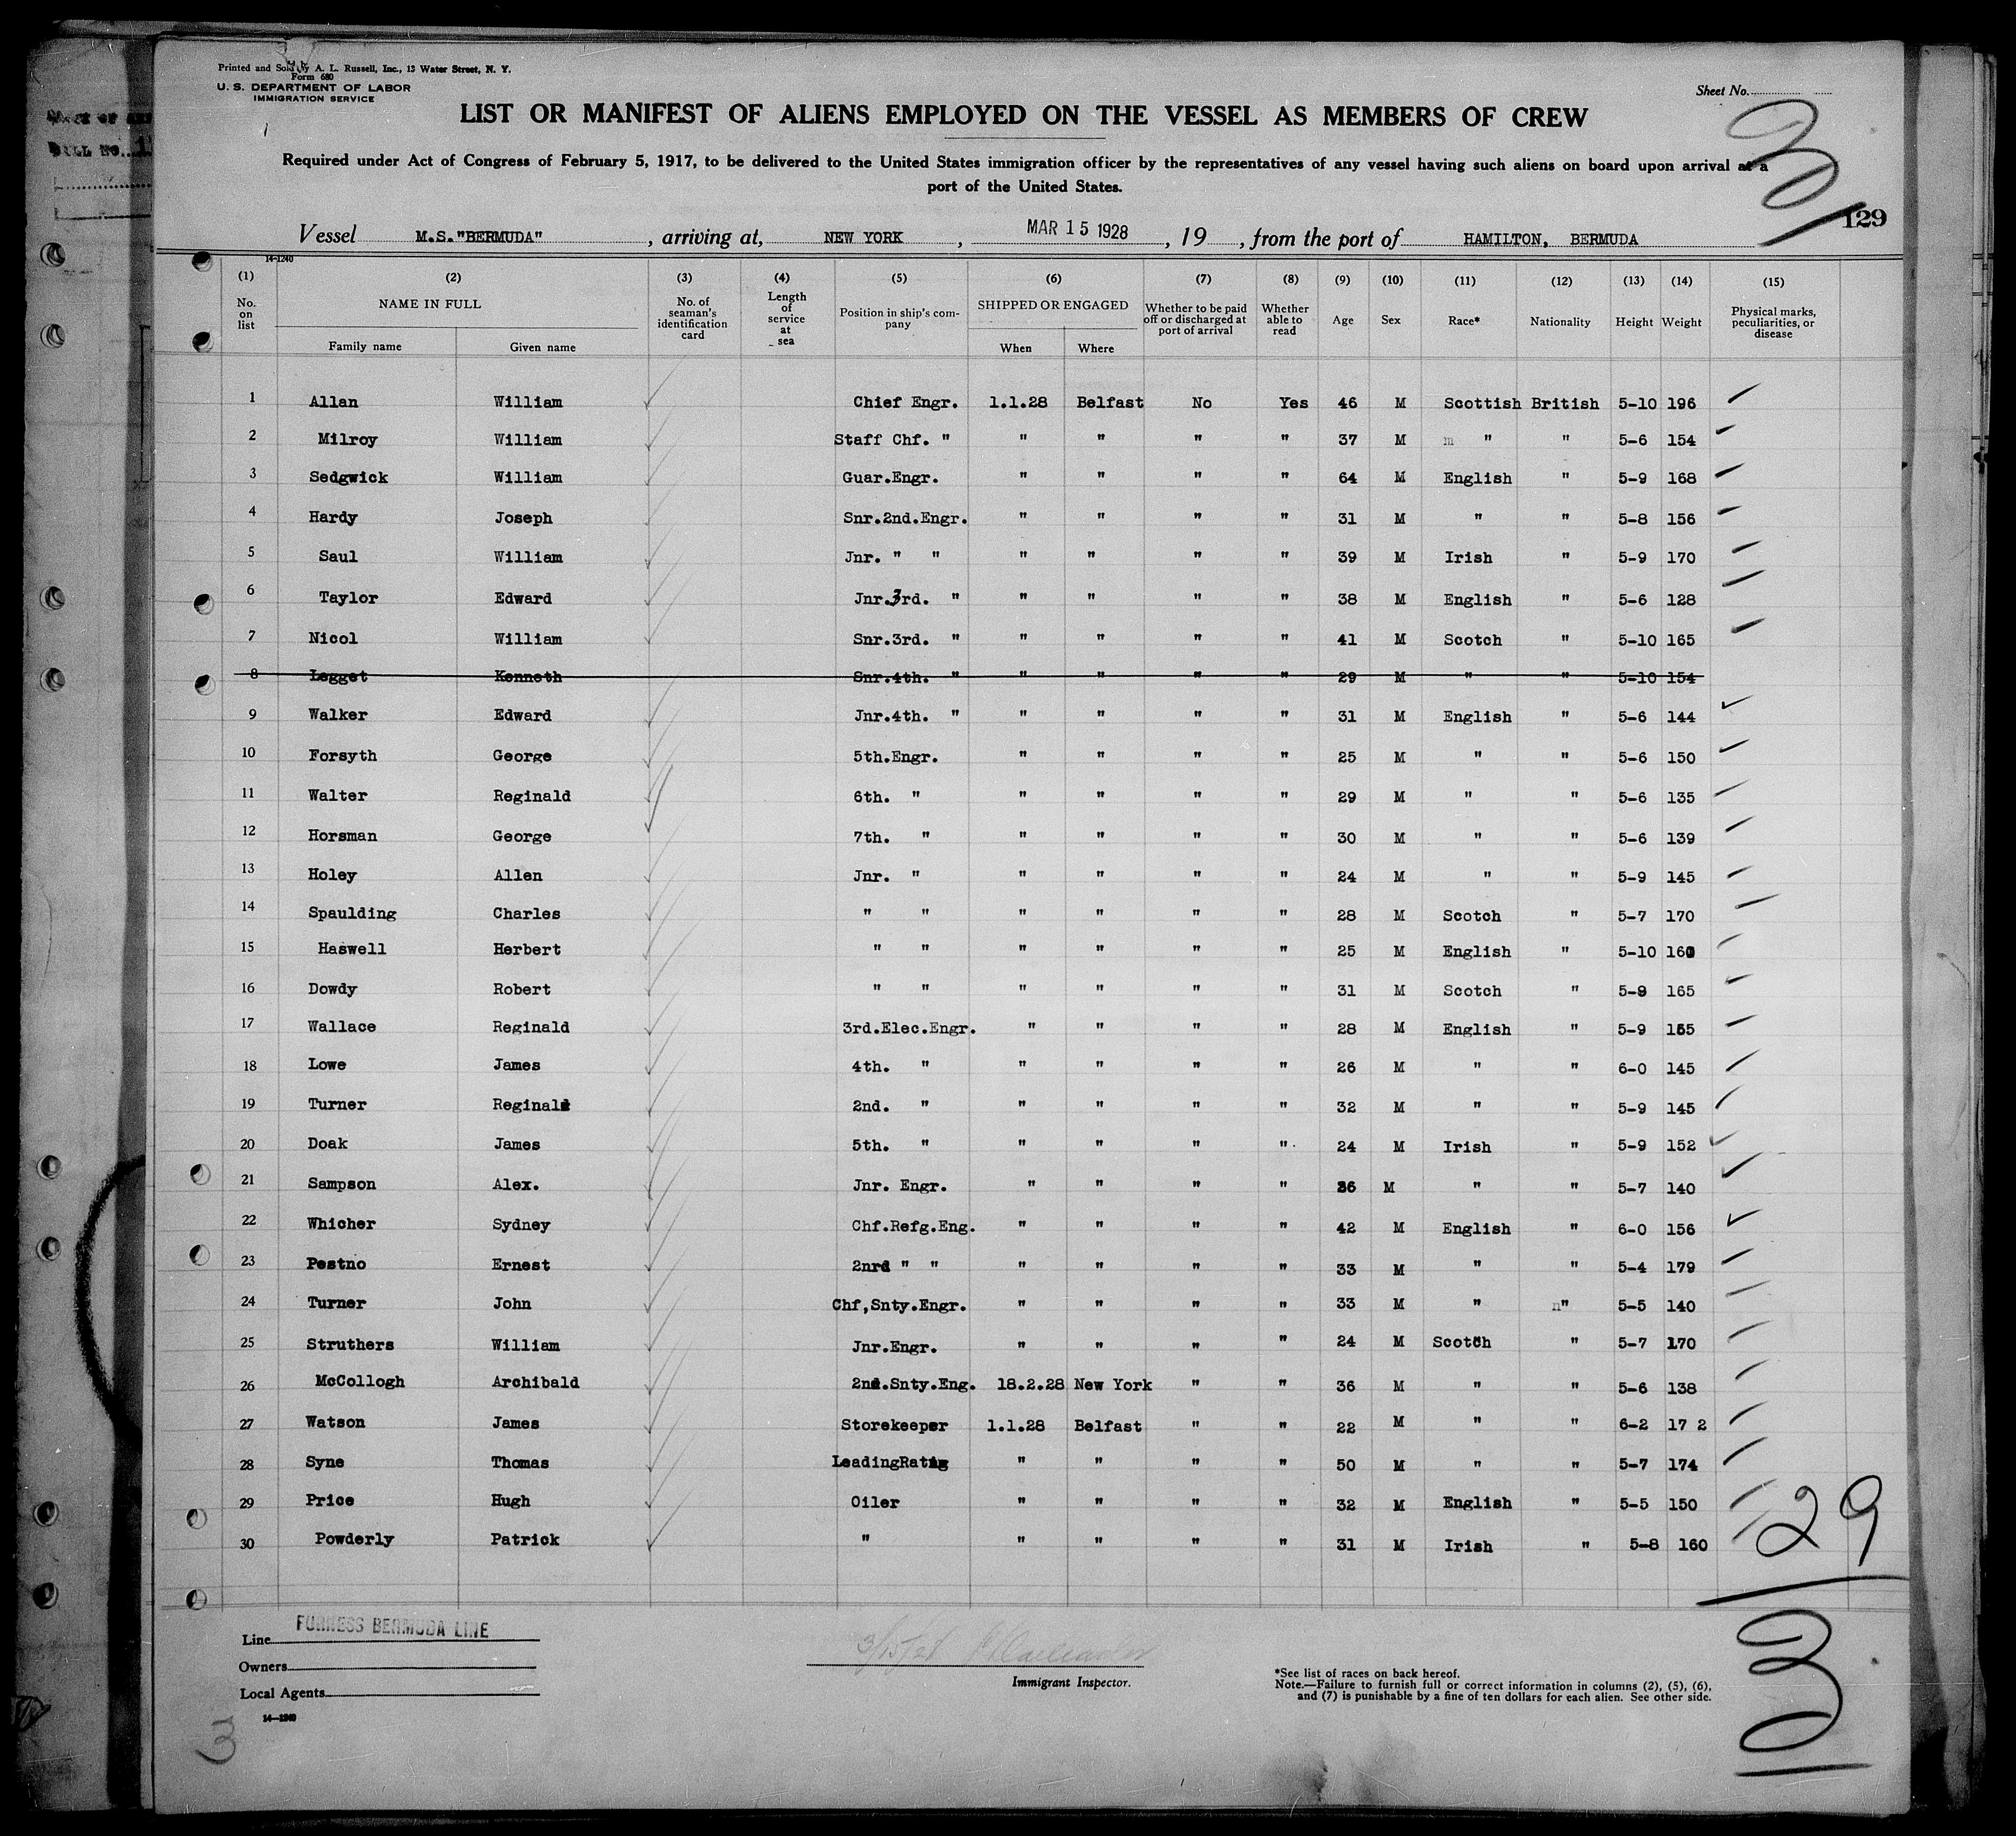 Printed and Sold by A. L. Russell, Inc., 13 Water Street, N. Y.
Form 680
U. S. DEPARTMENT OF LABOR
IMMIGRATION SERVICE
Sheet No.
LIST OR MANIFEST OF ALIENS EMPLOYED ON THE VESSEL AS MEMBERS OF CREW
Required under Act of Congress of February 5, 1917, to be delivered to the United States immigration officer by the representatives of any vessel having such aliens on board upon arrival at a
port of the United States.
129
Vessel M.S."BERMUDA", arriving at, NEW YORK, MAR 15 1928, 19 , from the port of HAMILTON, BERMUDA
14-1240
(1) (2) (3) (4) (5) (6) (7) (8) (9) (10) (11) (12) (13) (14) (15)
No. on list NAME IN FULL Family name Given name No. of seaman's identification card Length of service at sea Position in ship's company SHIPPED OR ENGAGED When Where Whether to be paid off or discharged at port of arrival Whether able to read Age Sex Race* Nationality Height Weight Physical marks, peculiarities, or disease
1 Allan William Chief Engr. 1.1.28 Belfast No Yes 46 M Scottish British 5-10 196
2 Milroy William Staff Chf. " " " " " 37 M m " " 5-6 154
3 Sedgwick William Guar.Engr. " " " " 64 M English " 5-9 168
4 Hardy Joseph Snr.2nd.Engr. " " " " 31 M " " 5-8 156
5 Saul William Jnr. " " " " " " 39 M Irish " 5-9 170
6 Taylor Edward Jnr.3rd. " " " " " 38 M English " 5-6 128
7 Nicol William Snr.3rd. " " " " " 41 M Scotch " 5-10 165
8 Legget Kenneth Snr.4th. " " " " " 29 M " " 5-10 154
9 Walker Edward Jnr.4th. " " " " " 31 M English " 5-6 144
10 Forsyth George 5th.Engr. " " " " 25 M " " 5-6 150
11 Walter Reginald 6th. " " " " " 29 M " " 5-6 135
12 Horsman George 7th. " " " " " 30 M " " 5-6 139
13 Holey Allen Jnr. " " " " " 24 M " " 5-9 145
14 Spaulding Charles " " " " " " 28 M Scotch " 5-7 170
15 Haswell Herbert " " " " " " 25 M English " 5-10 160
16 Dowdy Robert " " " " " " 31 M Scotch " 5-9 165
17 Wallace Reginald 3rd.Elec.Engr. " " " " 28 M English " 5-9 155
18 Lowe James 4th. " " " " " 26 M " " 6-0 145
19 Turner Reginald 2nd. " " " " " 32 M " " 5-9 145
20 Doak James 5th. " " " " " 24 M Irish " 5-9 152
21 Sampson Alex. Jnr. Engr. " " " " 36 M " " 5-7 140
22 Whicher Sydney Chf.Refg.Eng. " " " " 42 M English " 6-0 156
23 Pestno Ernest 2nrd " " " " " " 33 M " " 5-4 179
24 Turner John Chf,Snty.Engr. " " " " 33 M " n" 5-5 140
25 Struthers William Jnr.Engr. " " " " 24 M Scotch " 5-7 170
26 McCollogh Archibald 2nd.Snty.Eng. 18.2.28 New York " " 36 M " " 5-6 138
27 Watson James Storekeeper 1.1.28 Belfast " " 22 M " " 6-2 17 2
28 Syne Thomas LeadingRatig " " " " 50 M " " 5-7 174
29 Price Hugh Oiler " " " " 32 M English " 5-5 150
30 Powderly Patrick " " " " " 31 M Irish " 5-8 160
129
Line FURNESS BERMUDA LINE
Owners
Local Agents
14-1240
3/15/28
Immigrant Inspector.
*See list of races on back hereof.
Note.—Failure to furnish full or correct information in columns (2), (5), (6),
and (7) is punishable by a fine of ten dollars for each alien. See other side.
3